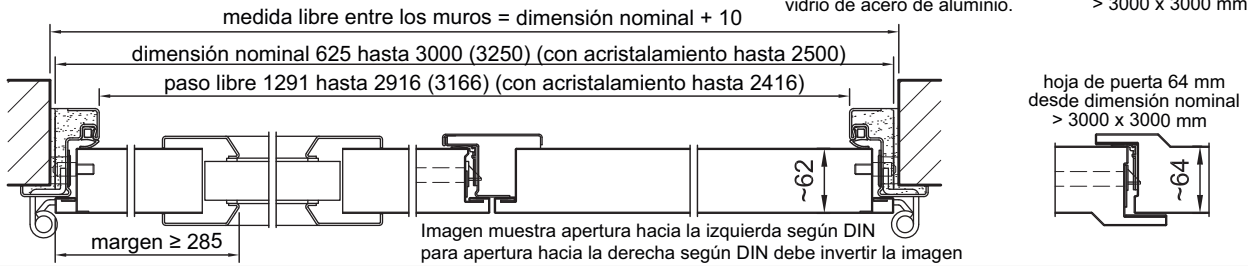 medida libre entre los muros = dimensión nominal + 10
vidrio de acero de aluminio.
> 3000 x 3000 mm
dimensión nominal 625 hasta 3000 (3250) (con acristalamiento hasta 2500)
paso libre 1291 hasta 2916 (3166) (con acristalamiento hasta 2416)
hoja de puerta 64 mm
desde dimensión nominal
> 3000 x 3000 mm
~62
~64
margen ≥ 285
Imagen muestra apertura hacia la izquierda según DIN
para apertura hacia la derecha según DIN debe invertir la imagen